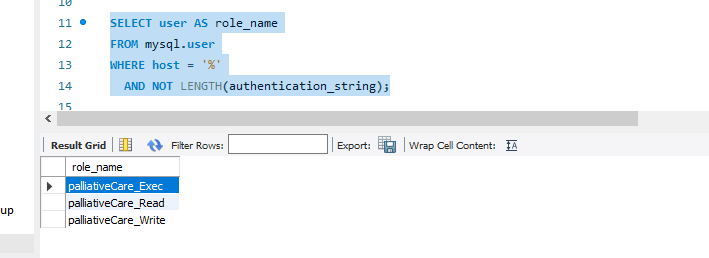 10
11 SELECT user AS role_name
12 FROM mysql.user
13 WHERE host = '%'
14 AND NOT LENGTH(authentication_string);
15
Result Grid Filter Rows: Export: Wrap Cell Content: IA
role_name
palliativeCare_Exec
palliativeCare_Read
up
palliativeCare_Write